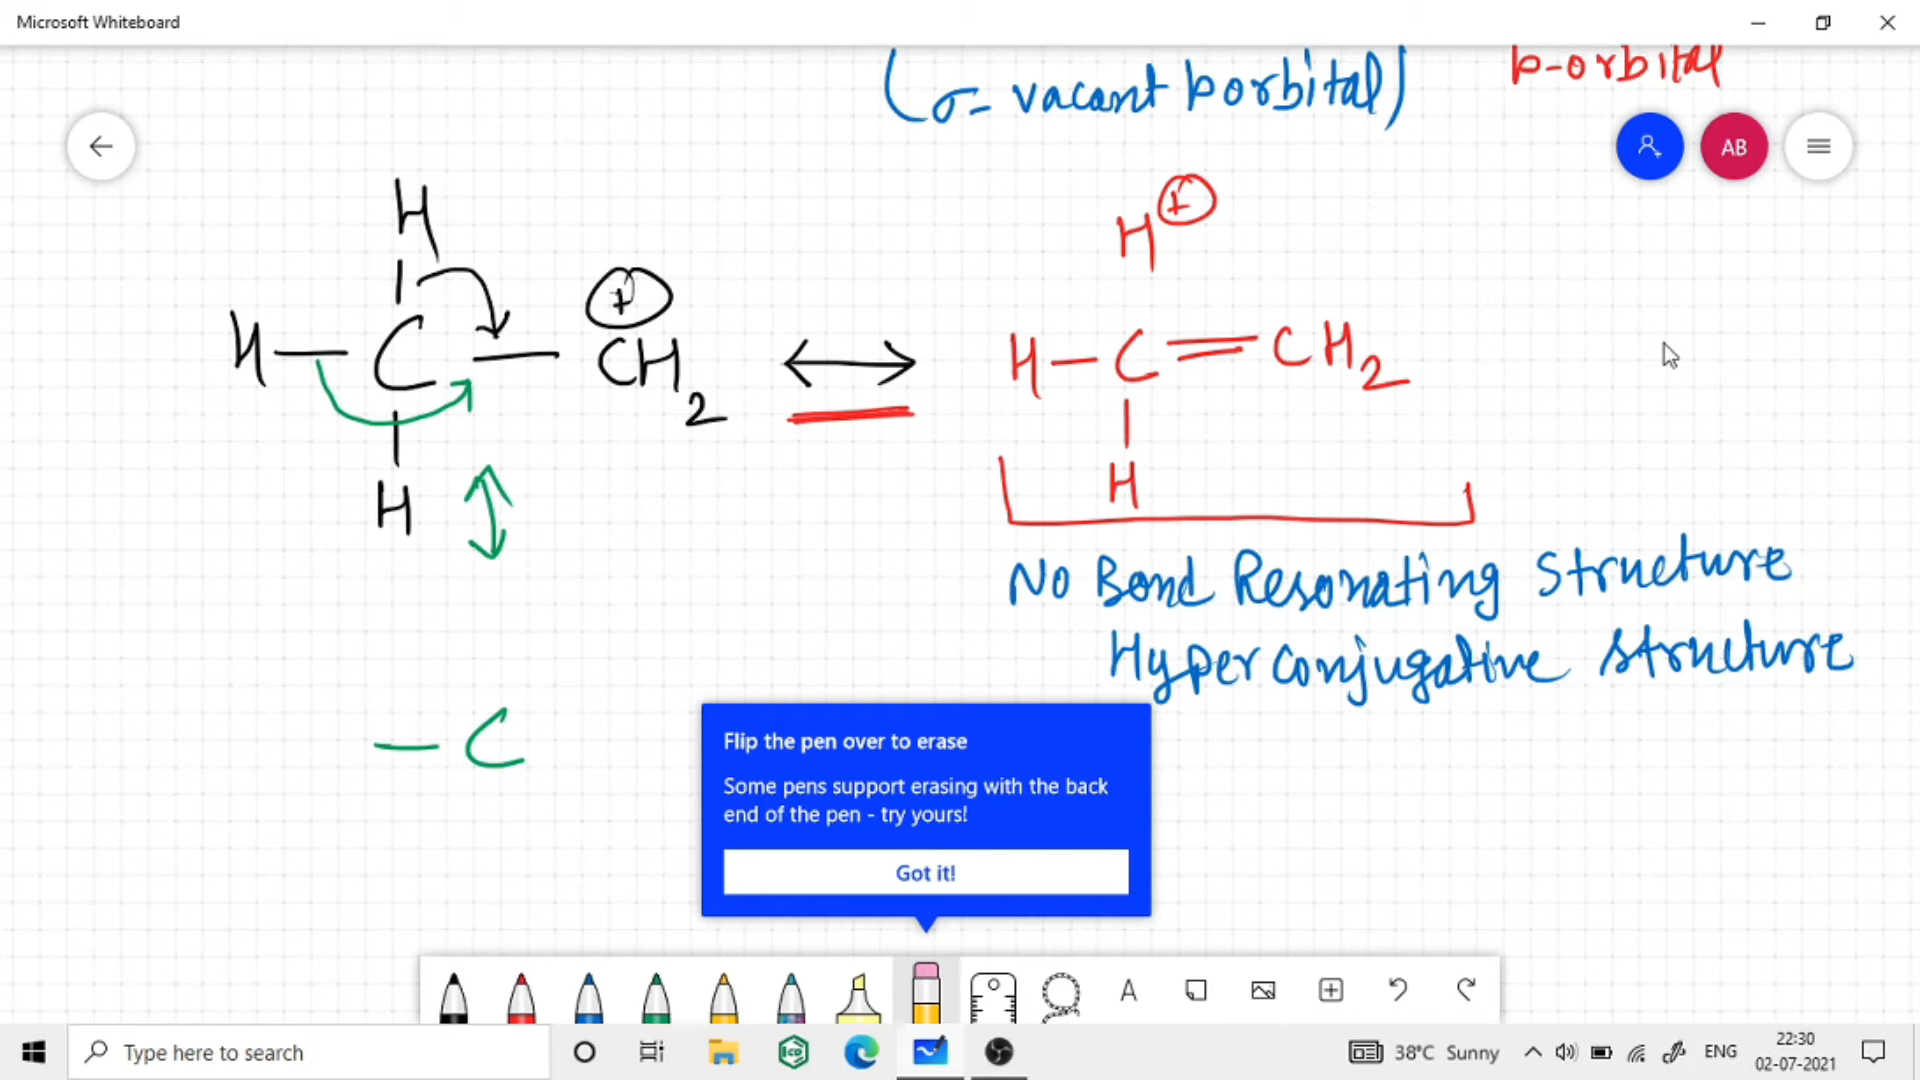 Microsoft Whiteboard
(σ- vacant p orbital)
p-orbital
AB
H
H - C - CH2
+
H
H +
H - C = CH2
H
No Bond Resonating Structure
Hyperconjugative Structure
- C
Flip the pen over to erase
Some pens support erasing with the back
end of the pen - try yours!
Got it!
A
Type here to search
38°C Sunny
ENG
22:30
02-07-2021